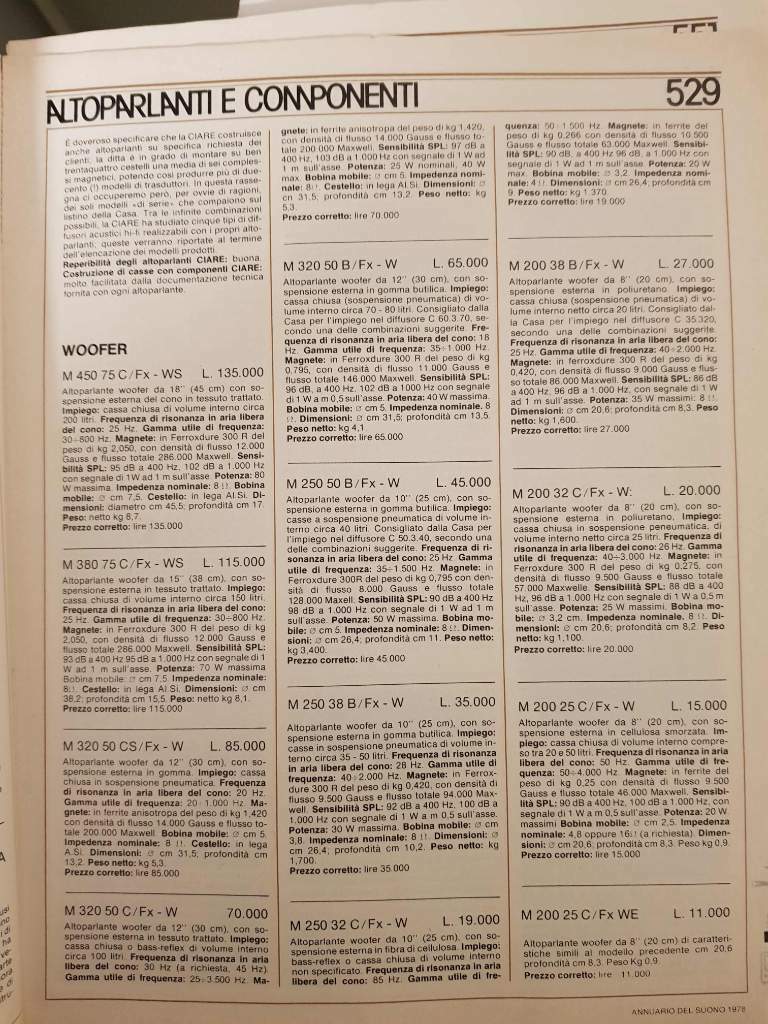 ALTOPARLANTI E COMPONENTI
529
È doveroso specificare che la CIARE costruisce
anche altoparlanti su specifica richiesta dei
clienti; la ditta è in grado di montare su ben
trentaquattro cestelli una media di sei comples-
si magnetici, potendo così produrre più di due-
cento (!) modelli di trasduttori. In questa rasse-
gna ci occuperemo però, per ovvie di ragioni,
dei soli modelli «di serie» che compaiono sul
listino della Casa. Tra le infinite combinazioni
possibili, la CIARE ha studiato cinque tipi di dif-
fusori acustici hi-fi realizzabili con i propri alto-
parlanti; queste verranno riportate al termine
dell'elencazione dei modelli prodotti.
Reperibilità degli altoparlanti CIARE: buona.
Costruzione di casse con componenti CIARE:
molto facilitata dalla documentazione tecnica
fornita con ogni altoparlante.
WOOFER
M 450 75 C/Fx - WS L. 135.000
Altoparlante woofer da 18'' (45 cm) con so-
spensione esterna del cono in tessuto trattato.
Impiego: cassa chiusa di volume interno circa
200 litri. Frequenza di risonanza in aria libera
del cono: 25 Hz. Gamma utile di frequenza:
30÷800 Hz. Magnete: in Ferroxdure 300 R del
peso di kg 2,050, con densità di flusso 12.000
Gauss e flusso totale 286.000 Maxwell. Sensi-
bilità SPL: 95 dB a 400 Hz, 102 dB a 1.000 Hz
con segnale di 1W ad 1 m sull'asse. Potenza: 80
W massima. Impedenza nominale: 8 Ω. Bobina
mobile: ∅ cm 7,5. Cestello: in lega Al.Si. Di-
mensioni: diametro cm 45,5; profondità cm 17.
Peso: netto kg 8,7.
Prezzo corretto: lire 135.000
M 380 75 C/Fx - WS L. 115.000
Altoparlante woofer da 15'' (38 cm), con so-
spensione esterna in tessuto trattato. Impiego:
cassa chiusa di volume interno circa 150 litri.
Frequenza di risonanza in aria libera del cono:
25 Hz. Gamma utile di frequenza: 30÷800 Hz.
Magnete: in Ferroxdure 300 R del peso di kg
2,050, con densità di flusso 12.000 Gauss e
flusso totale 286.000 Maxwell. Sensibilità SPL:
93 dB a 400 Hz 95 dB a 1.000 Hz con segnale di 1
W ad 1 m sull'asse. Potenza: 70 W massima
Bobina mobile: ∅ cm 7,5. Impedenza nominale:
8Ω. Cestello: in lega Al.Si. Dimensioni: ∅ cm
38,2; profondità cm 15,5. Peso: netto kg 8,1.
Prezzo corretto: lire 115.000
M 320 50 CS/Fx - W L. 85.000
Altoparlante woofer da 12'' (30 cm), con so-
spensione esterna in gomma. Impiego: cassa
chiusa in sospensione pneumatica. Frequenza
di risonanza in aria libera del cono: 20 Hz.
Gamma utile di frequenza: 20÷1.000 Hz. Ma-
gnete: in ferrite anisotropa del peso di kg 1,420
con densità di flusso 14.000 Gauss e flusso to-
tale 200.000 Maxwell. Bobina mobile: ∅ cm 5.
Impedenza nominale: 8 Ω. Cestello: in lega
A.Si. Dimensioni: ∅ cm 31,5; profondità cm
13,2. Peso netto: kg 5,3.
Prezzo corretto: lire 85.000
M 320 50 C/Fx - W 70.000
Altoparlante woofer da 12'' (30 cm), con so-
spensione esterna in tessuto trattato. Impiego:
cassa chiusa o bass-reflex di volume interno
circa 100 litri. Frequenza di risonanza in aria
libera del cono: 30 Hz (a richiesta, 45 Hz).
Gamma utile di frequenza: 25÷3.500 Hz. Ma-
gnete: in ferrite anisotropa del peso di kg 1,420,
con densità di flusso 14.000 Gauss e flusso to-
tale 200.000 Maxwell. Sensibilità SPL: 97 dB a
400 Hz, 103 dB a 1.000 Hz con segnale di 1 W ad
1 m sull'asse. Potenza: 25 W nominali, 40 W
max. Bobina mobile: ∅ cm 5. Impedenza nomi-
nale: 8Ω. Cestello: in lega Al.Si. Dimensioni: ∅
cn 31,5; profondità cm 13,2. Peso netto: kg
5,3.
Prezzo corretto: lire 70.000
M 320 50 B/Fx - W L. 65.000
Altoparlante woofer da 12'' (30 cm), con so-
spensione esterna in gomma butilica. Impiego:
cassa chiusa (sospensione pneumatica) di vo-
lume interno circa 70 - 80 litri. Consigliato dalla
Casa per l'impiego nel diffusore C 60.3.70, se-
condo una delle combinazioni suggerite. Fre-
quenza di risonanza in aria libera del cono: 18
Hz. Gamma utile di frequenza: 35÷1.000 Hz.
Magnete: in Ferroxdure 300 R del peso di kg
0,795, con densità di flusso 11.000 Gauss e
flusso totale 146.000 Maxwell. Sensibilità SPL:
96 dB, a 400 Hz, 102 dB a 1000 Hz con segnale
di 1 W a m 0,5 sull'asse. Potenza: 40 W massima.
Bobina mobile: ∅ cm 5. Impedenza nominale. 8
Ω. Dimensioni: ∅ cm 31,5; profondità cm 13,5.
Peso netto: kg 4,1.
Prezzo corretto: lire 65.000
M 250 50 B/Fx - W L. 45.000
Altoparlante woofer da 10'' (25 cm), con so-
spensione esterna in gomma butilica. Impiego:
casse a sospensione pneumatica di volume in-
terno circa 40 litri. Consigliato dalla Casa per
l'impiego nel diffusore C 50.3.40, secondo una
delle combinazioni suggerite. Frequenza di ri-
sonanza in aria libera del cono: 25 Hz. Gamma
utile di frequenza: 35÷1.500 Hz. Magnete: in
Ferroxdure 300R del peso di kg 0,795 con den-
sità di flusso 8.000 Gauss e flusso totale
128.000 Maxwell. Sensibilità SPL: 90 dB a 400 Hz
98 dB a 1.000 Hz con segnale di 1 W ad 1 m
sull'asse. Potenza: 50 W massima. Bobina mo-
bile: ∅ cm 5. Impedenza nominale: 8 Ω. Dimen-
sioni: ∅ cm 26,4; profondità cm 11. Peso netto:
kg 3,400.
Prezzo corretto: lire 45.000
M 250 38 B/Fx - W L. 35.000
Altoparlante woofer da 10'' (25 cm), con so-
spensione esterna in gomma butilica. Impiego:
casse in sospensione pneumatica di volume in-
terno circa 35 - 50 litri. Frequenza di risonanza
in aria libera del cono: 28 Hz. Gamma utile di
frequenza: 40÷2.000 Hz. Magnete: in Ferrox-
dure 300 R del peso di kg 0,420, con densità di
flusso 9.500 Gauss e flusso totale 94.000 Max-
well. Sensibilità SPL: 92 dB a 400 Hz, 100 dB a
1.000 Hz con segnale di 1 W a m 0,5 sull'asse.
Potenza: 30 W massima. Bobina mobile: ∅ cm
3,8. Impedenza nominale: 8 Ω. Dimensioni: ∅
cm 26,4; profondità cm 10,2. Peso netto: kg
1,700.
Prezzo corretto: lire 35.000
M 250 32 C/Fx - W L. 19.000
Altoparlante woofer da 10'' (25 cm), con so-
spensione esterna in fibra di cellulosa. Impiego:
bass-reflex o cassa chiusa di volume interno
non specificato. Frequenza di risonanza in aria
libera del cono: 85 Hz. Gamma utile di fre-
quenza: 50÷1.500 Hz. Magnete: in ferrite del
peso di kg 0,266 con densità di flusso 10.500
Gauss e flusso totale 63.000 Maxwell. Sensibi-
lità SPL: 90 dB, a 400 Hz 96 dB, a 1.000 Hz con
segnale di 1 W ad 1 m sull'asse. Potenza: 20 W
max. Bobina mobile: ∅ 3,2 cm. Impedenza nomi-
nale: 4 Ω. Dimensioni: ∅ cm 26,4; profondità cm
9. Peso netto: kg 1.370.
Prezzo corretto: lire 19.000
M 200 38 B/Fx - W L. 27.000
Altoparlante woofer da 8'' (20 cm), con so-
spensione esterna in poliuretano. Impiego:
cassa chiusa (sospensione pneumatica) di vo-
lume interno netto circa 20 litri. Consigliato dal-
la Casa per l'impiego nel diffusore C 35.320,
secondo una delle combinazioni suggerite.
Frequenza di risonanza in aria libera del cono:
25 Hz. Gamma utile di frequenza: 40÷2.000 Hz.
Magnete: in ferroxdure 300 R del peso di kg
0,420, con densità di flusso 9.000 Gauss e flus-
so totale 86.000 Maxwell. Sensibilità SPL: 86 dB
a 400 Hz, 96 dB a 1.000 Hz, con segnale di 1 W
ad 1 m sull'asse. Potenza: 35 W massimi: 8 Ω.
Dimensioni: ∅ cm 20,6; profondità cm 8,3. Peso
netto: kg 1,600.
Prezzo corretto: lire 27.000
M 200 32 C/Fx - W: L. 20.000
Altoparlante woofer da 8'' (20 cm), con so-
spensione esterna in poliuretano, Impiego:
cassa chiusa in sospensione peneumatica, di
volume interno netto circa 25 litri. Frequenza di
risonanza in aria libera del cono: 26 Hz. Gamma
utile di frequenza: 40÷3.000 Hz. Magnete: in
Ferroxdure 300 R del peso di kg 0,275, con
densità di flusso 9.500 Gauss e flusso totale
57.000 Maxwelle. Sensibilità SPL: 88 dB a 400
Hz, 96 dB a 1.000 Hz con segnale di 1 W a 0,5 m
sull'asse. Potenza: 25 W massimi. Bobina mo-
bile: ∅ 3,2 cm. Impedenza nominale. 8 Ω. Di-
mensioni: ∅ cm 20,6; profondità cm 8,2. Peso
netto: kg 1,100.
Prezzo corretto: lire 20.000
M 200 25 C/Fx - W L. 15.000
Altoparlante woofer da 8'' (20 cm), con so-
spensione esterna in cellulosa smorzata. Im-
piego: cassa chiusa di volume interno compre-
so tra 20 e 50 litri. Frequenza di risonanza in aria
libera del cono: 50 Hz. Gamma utile di fre-
quenza: 50÷4.000 Hz. Magnete: in ferrite del
peso di kg 0,25 con densità di flusso 9.500
Gauss e flusso totale 46.000 Maxwell. Sensibi-
lità SPL: 90 dB a 400 Hz, 100 dB a 1.000 Hz, con
segnale di 1 W a 0,5 m sull'asse. Potenza: 20 W
massimi Bobina mobile: ∅ cm 2,5. Impedenza
nominale: 4,8 oppure 16Ω (a richiesta). Dimen-
sioni: ∅ cm 20,6; profondità cm 8,3. Peso kg 0,9.
Prezzo corretto: lire 15.000
M 200 25 C/Fx WE L. 11.000
Altoparlante woofer da 8'' (20 cm) di caratteri-
stiche simili al modello precedente cm 20,6
profondità cm 8,3. Peso Kg 0,9.
Prezzo corretto: lire 11.000
ANNUARIO DEL SUONO 1978